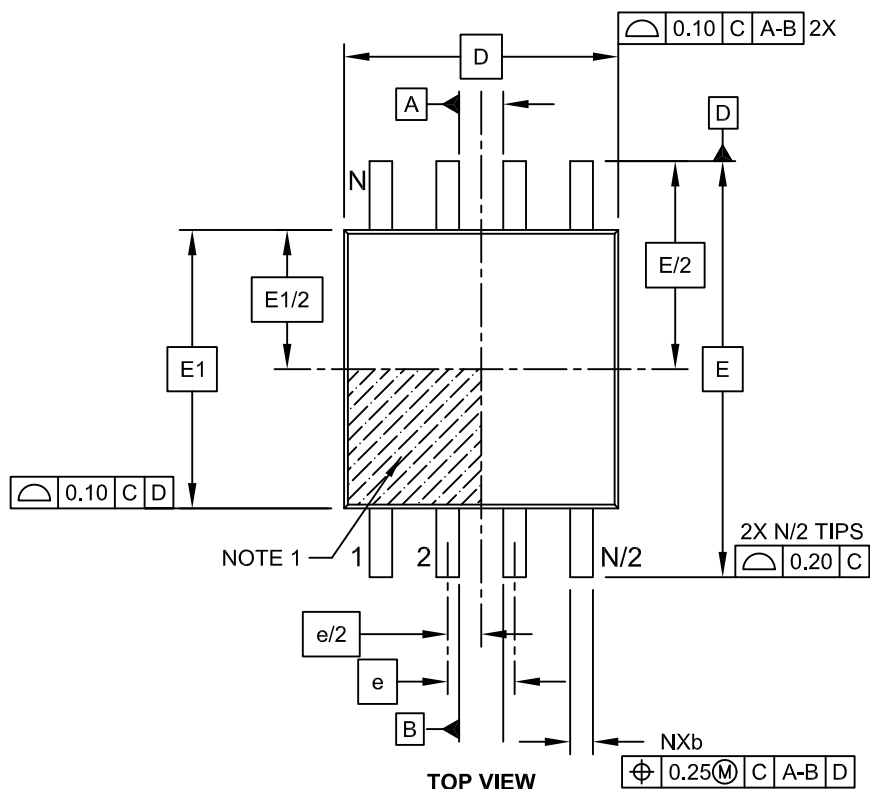 0.10 C A-B 2X
D
A
D
N
E/2
E1/2
E1
E
0.10 C D
NOTE 1
1
2
N/2
2X N/2 TIPS
0.20 C
e/2
e
B
NXb
0.25 Ⓜ C A-B D
TOP VIEW